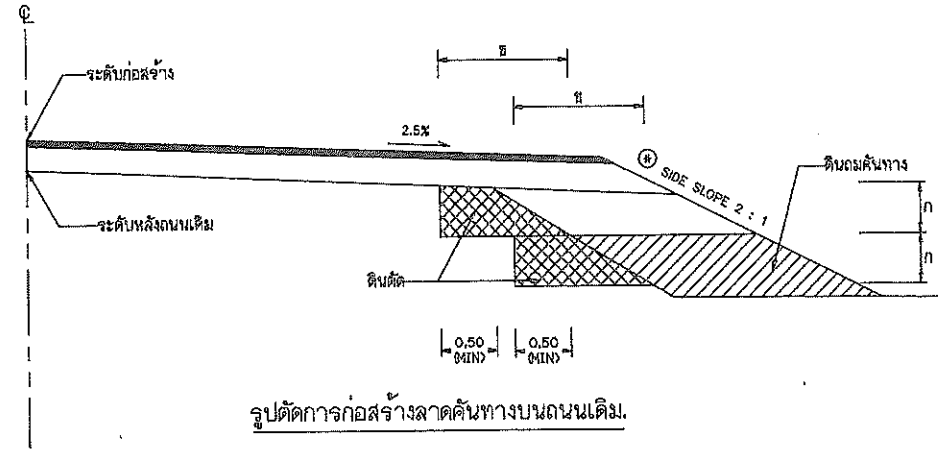 ℄
ธ
ระดับก่อสร้าง
ข
2.5%
* SIDE SLOPE 2 : 1
ดินถมคันทาง
ก
ระดับหลังถนนเดิม
ก
ดินตัด
0.50
(MIN)
0.50
(MIN)
รูปตัดการก่อสร้างลาดคันทางบนถนนเดิม.